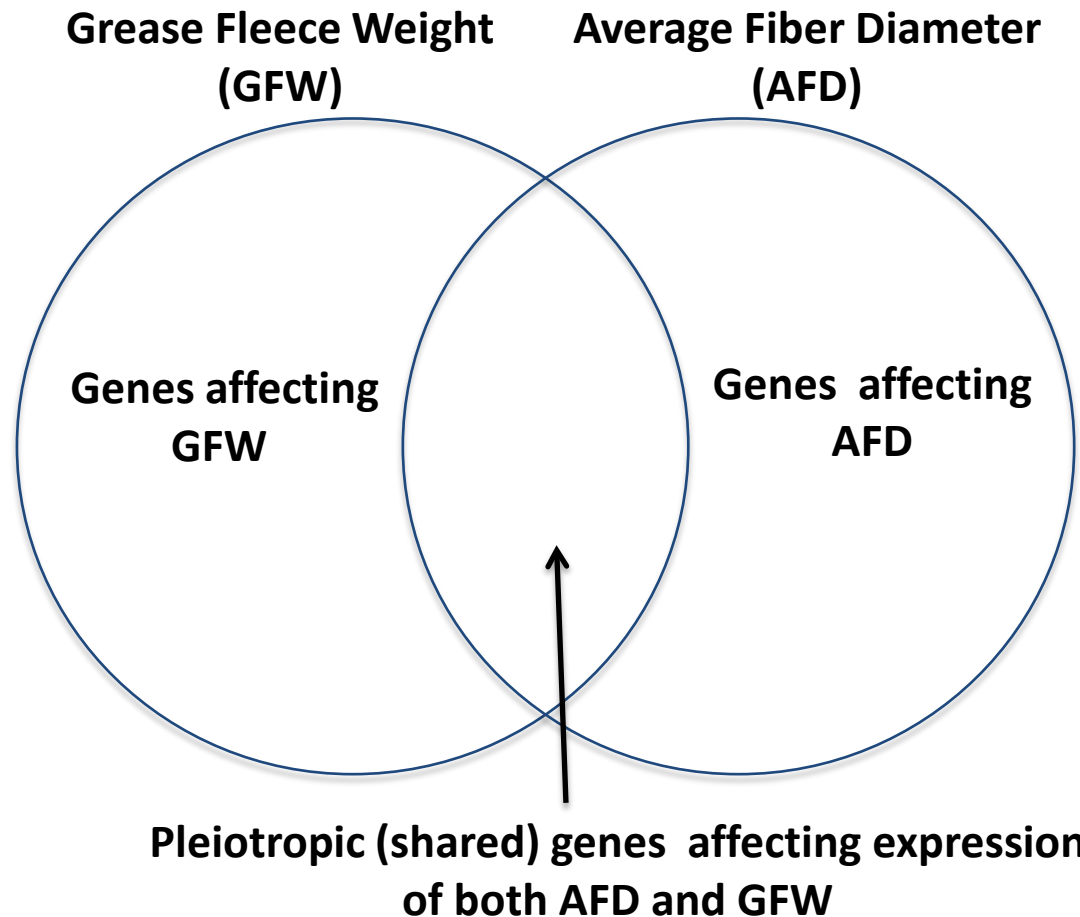 Grease Fleece Weight
(GFW)
Average Fiber Diameter
(AFD)
Genes affecting
GFW
Genes affecting
AFD
Pleiotropic (shared) genes affecting expression
of both AFD and GFW